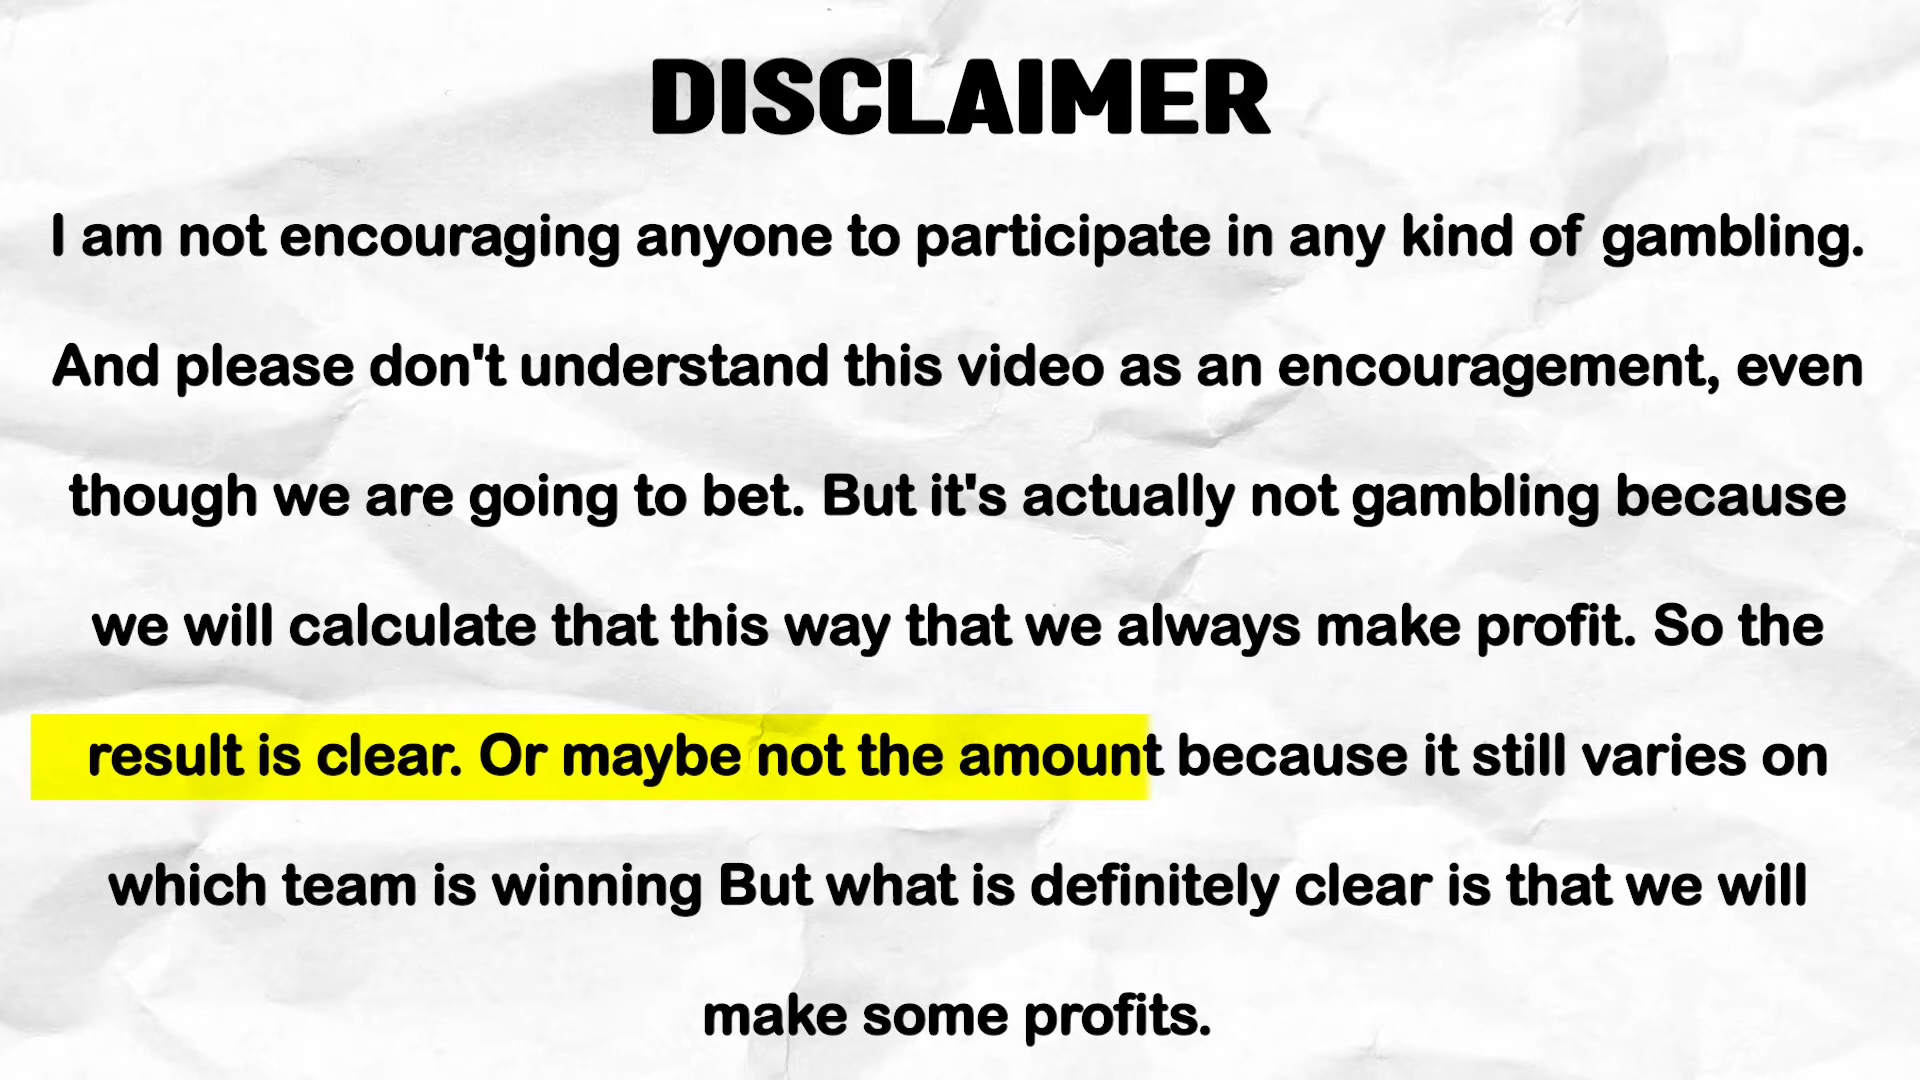 DISCLAIMER
I am not encouraging anyone to participate in any kind of gambling.
And please don't understand this video as an encouragement, even
though we are going to bet. But it's actually not gambling because
we will calculate that this way that we always make profit. So the
result is clear. Or maybe not the amount because it still varies on
which team is winning But what is definitely clear is that we will
make some profits.